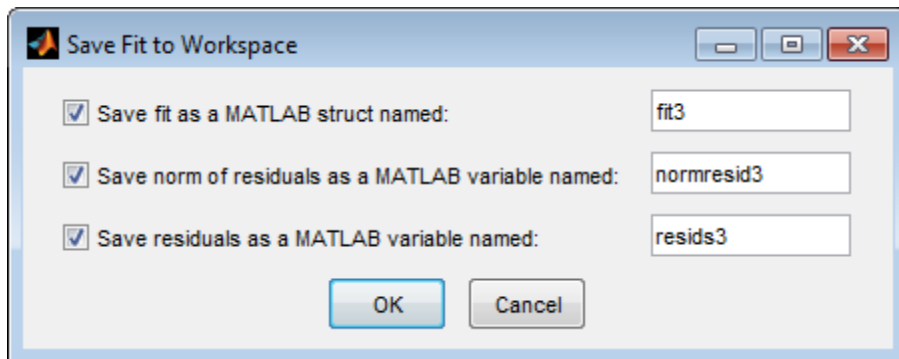 Save Fit to Workspace
Save fit as a MATLAB struct named: fit3
Save norm of residuals as a MATLAB variable named: normresid3
Save residuals as a MATLAB variable named: resids3
OK Cancel